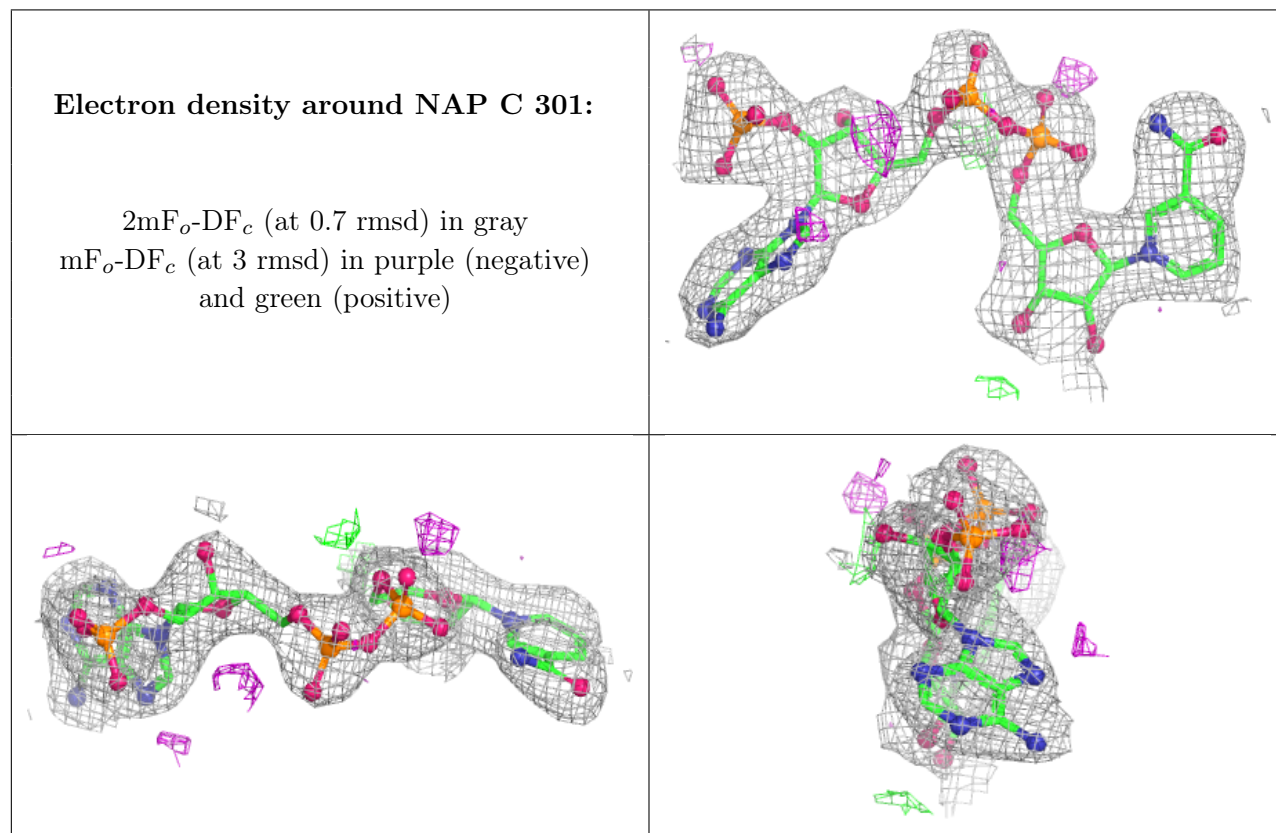 Electron density around NAP C 301:
2mFo-DFc (at 0.7 rmsd) in gray
mFo-DFc (at 3 rmsd) in purple (negative)
and green (positive)